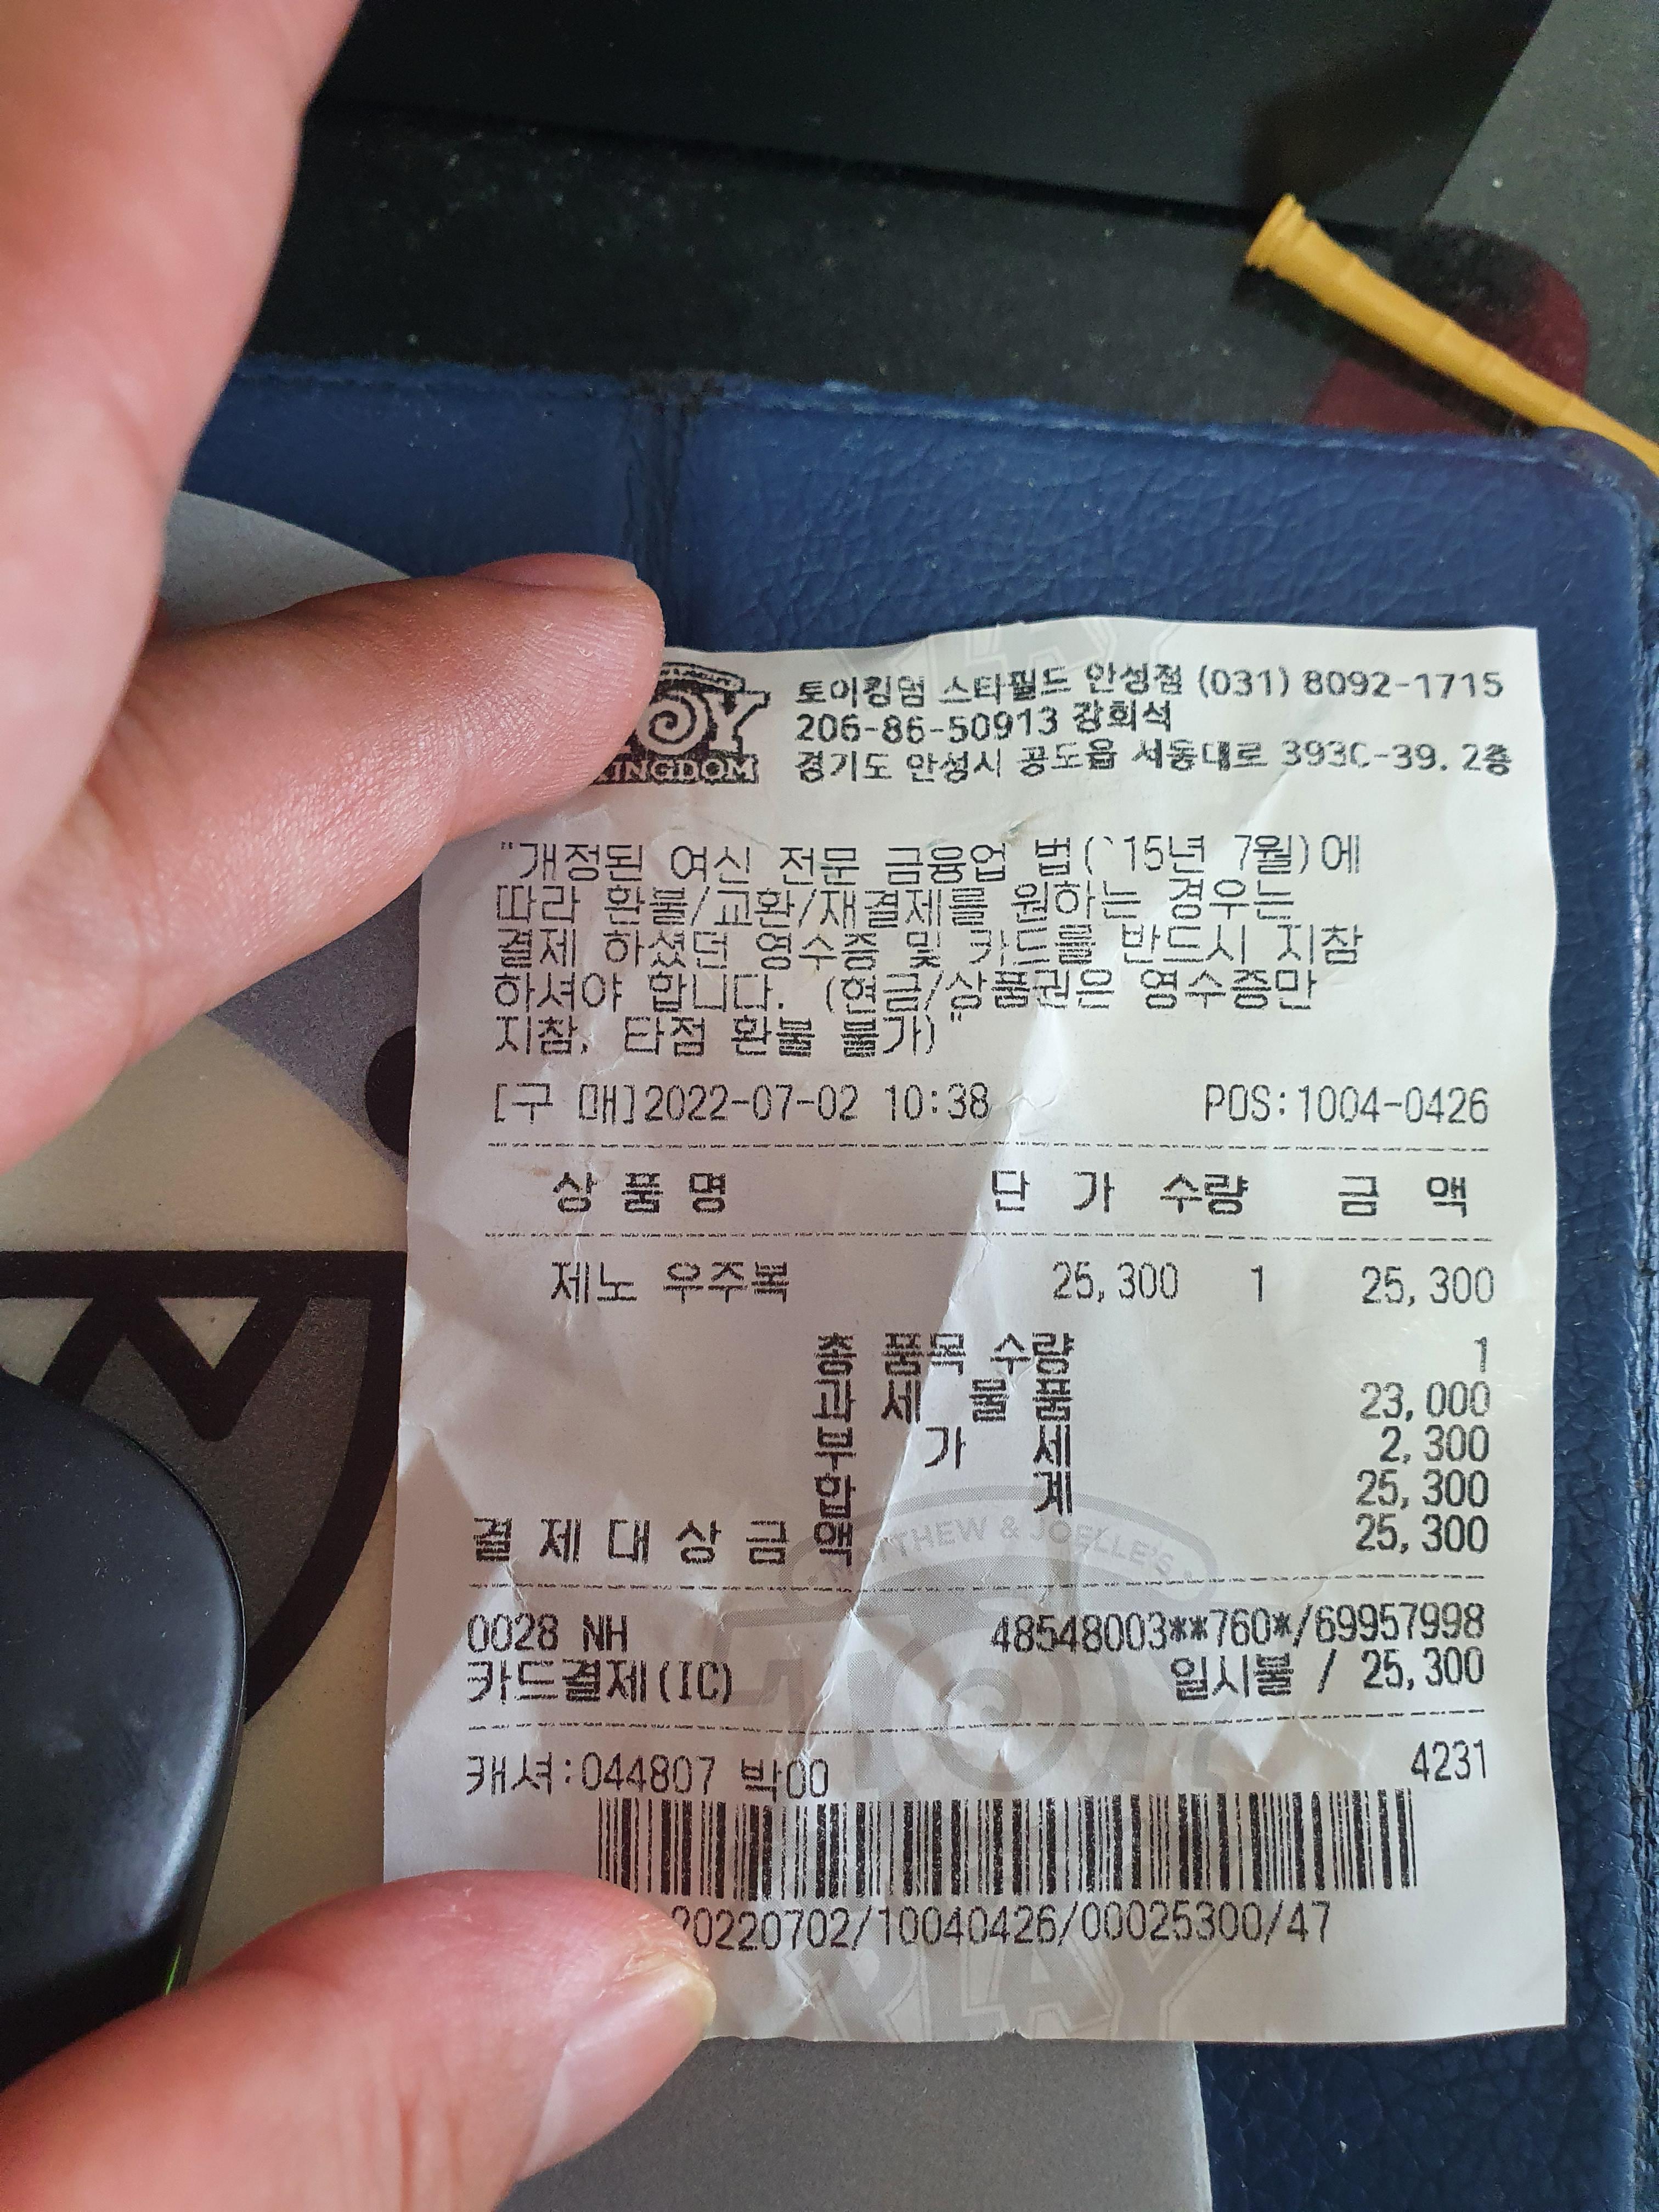 토이킹덤 스타필드 안성점 (031) 8092-1715
206-86-50913 강희석
경기도 안성시 공도읍 서동대로 3930-39. 2층
KINGDOM
"개정된 여신 전문 금융업 법(`15년 7월)에
따라 환불/교환/재결제를 원하는 경우는
결제 하셨던 영수증 및 카드를 반드시 지참
하셔야 합니다. (현금/상품권은 영수증만
지참, 타점 환불 불가)"
[구 매]2022-07-02 10:38 POS:1004-0426
상 품 명 단 가 수량 금 액
제노 우주복 25,300 1 25,300
총 품목 수량 1
과 세 물 품 23,000
부 가 세 2,300
합 계 25,300
결 제 대 상 금 액 25,300
MATTHEW & JOELLE'S
0028 NH 48548003**760*/69957998
카드결제(IC) 일시불 / 25,300
캐셔:044807 박00 4231
20220702/10040426/00025300/47
PLAY